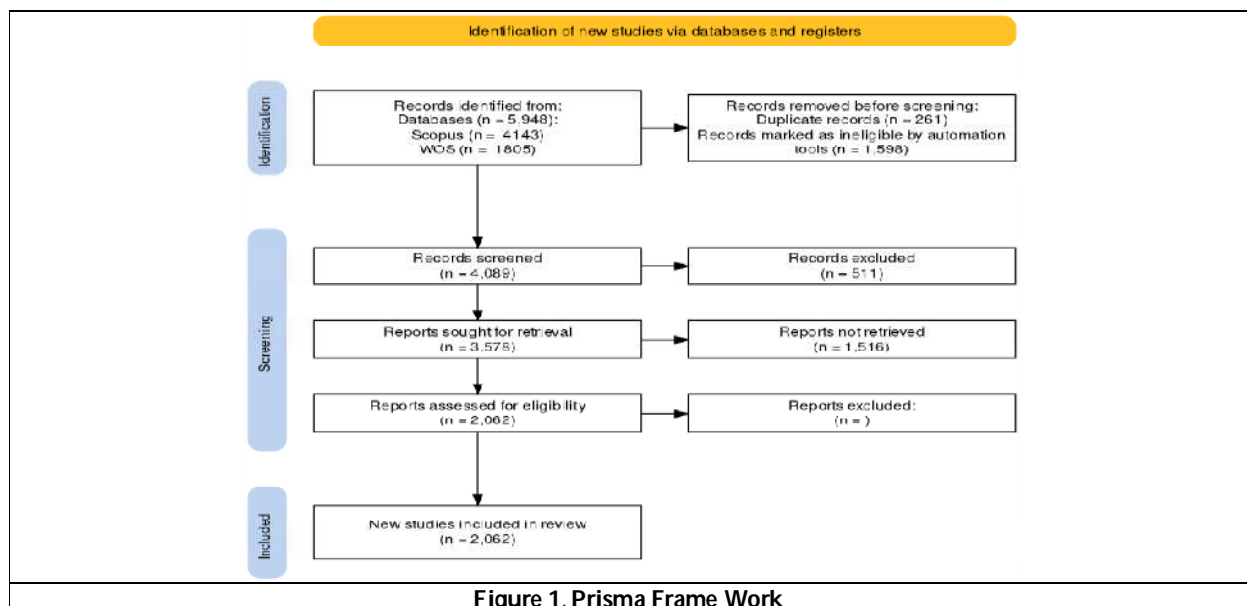 Identification of new studies via databases and registers
Identification
Records identified from:
Databases (n = 5,948):
Scopus (n = 4143)
WOS (n = 1805)
Records removed before screening:
Duplicate records (n = 261)
Records marked as ineligible by automation
tools (n = 1,598)
Screening
Records screened
(n = 4,089)
Records excluded
(n = 511)
Reports sought for retrieval
(n = 3,578)
Reports not retrieved
(n = 1,516)
Reports assessed for eligibility
(n = 2,062)
Reports excluded:
(n = )
Included
New studies included in review
(n = 2,062)
Figure 1. Prisma Frame Work